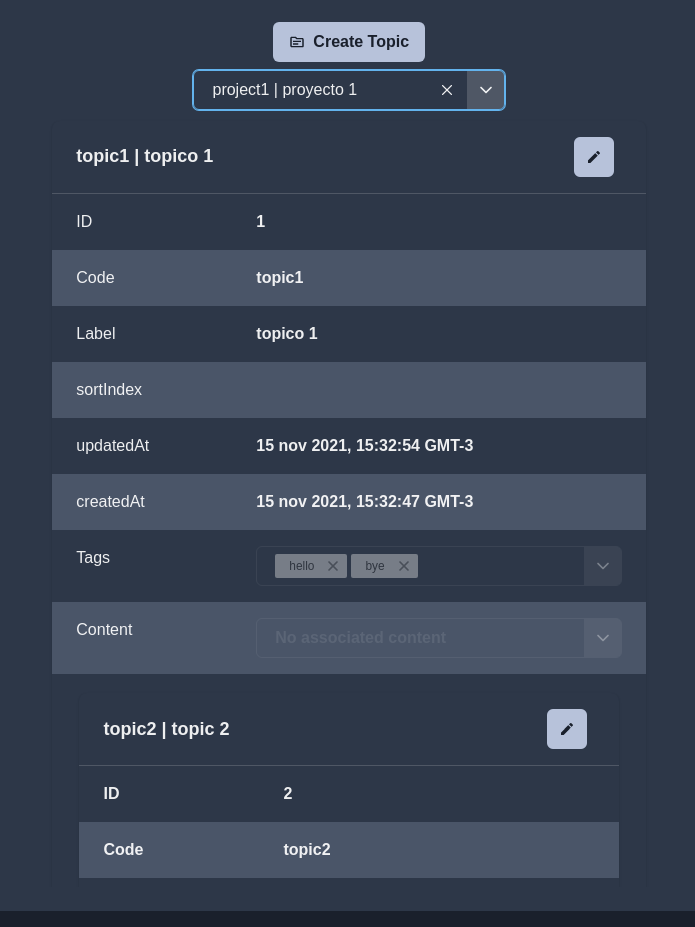 Create Topic
project1 | proyecto 1
topic1 | topico 1
ID 1
Code topic1
Label topico 1
sortIndex
updatedAt 15 nov 2021, 15:32:54 GMT-3
createdAt 15 nov 2021, 15:32:47 GMT-3
Tags hello bye
Content No associated content
topic2 | topic 2
ID 2
Code topic2